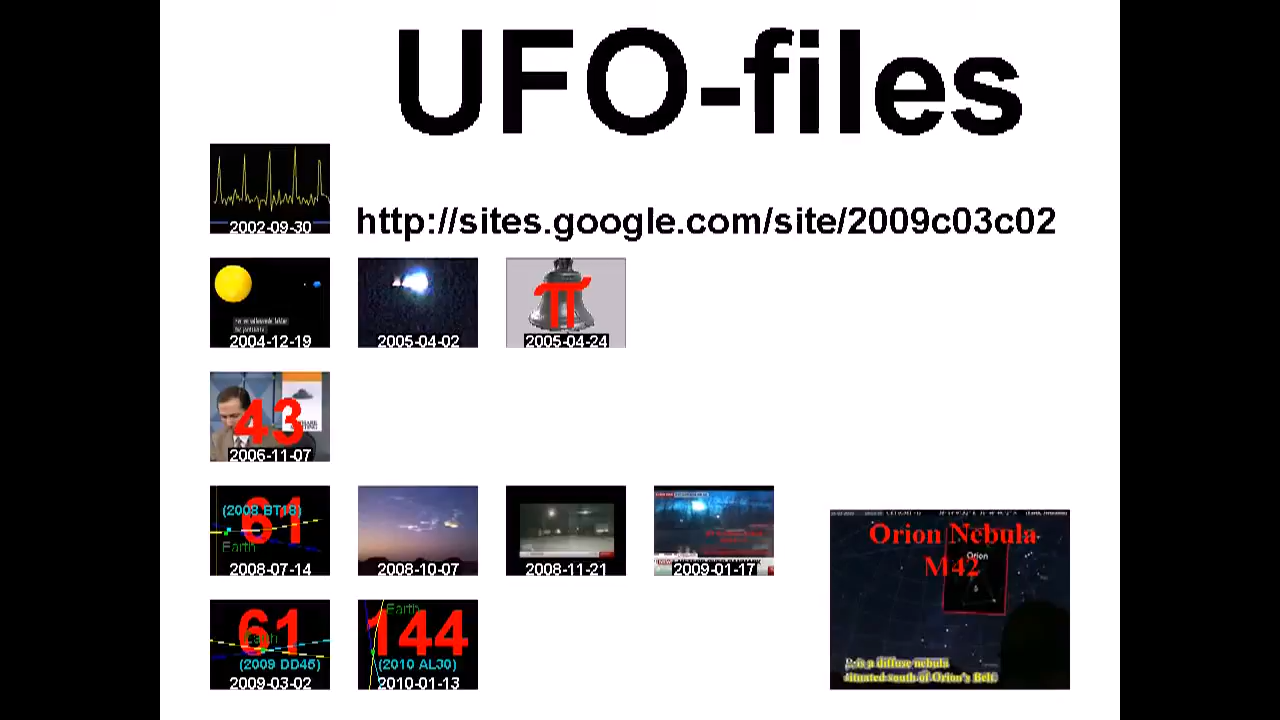 UFO-files
2002-09-30
http://sites.google.com/site/2009c03c02
2004-12-19
2005-04-02
π
2005-04-24
43
2006-11-07
61
(2008 BT18)
Earth
2008-07-14
2008-10-07
2008-11-21
2009-01-17
Orion Nebula
M42
Orion
is a diffuse nebula
situated south of Orion's Belt.
61
Earth
(2009 DD45)
2009-03-02
Earth
144
(2010 AL30)
2010-01-13